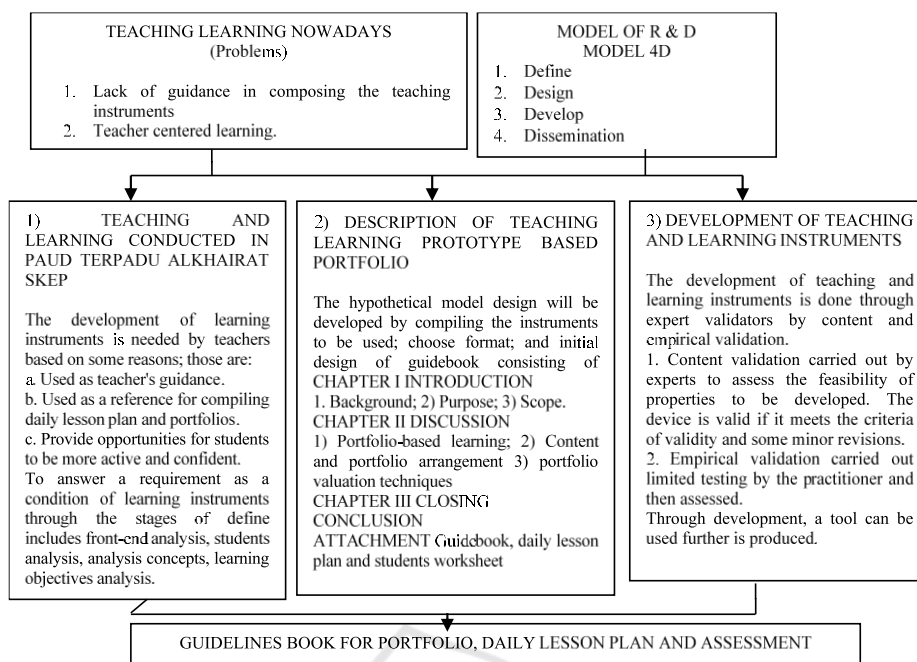 TEACHING LEARNING NOWADAYS
(Problems)
1. Lack of guidance in composing the teaching
instruments
2. Teacher centered learning.
MODEL OF R & D
MODEL 4D
1. Define
2. Design
3. Develop
4. Dissemination
1) TEACHING AND
LEARNING CONDUCTED IN
PAUD TERPADU ALKHAIRAT
SKEP
The development of learning
instruments is needed by teachers
based on some reasons; those are:
a. Used as teacher's guidance.
b. Used as a reference for compiling
daily lesson plan and portfolios.
c. Provide opportunities for students
to be more active and confident.
To answer a requirement as a
condition of learning instruments
through the stages of define
includes front-end analysis, students
analysis, analysis concepts, learning
objectives analysis.
2) DESCRIPTION OF TEACHING
LEARNING PROTOTYPE BASED
PORTFOLIO
The hypothetical model design will be
developed by compiling the instruments
to be used; choose format; and initial
design of guidebook consisting of
CHAPTER I INTRODUCTION
1. Background; 2) Purpose; 3) Scope.
CHAPTER II DISCUSSION
1) Portfolio-based learning; 2) Content
and portfolio arrangement 3) portfolio
valuation techniques
CHAPTER III CLOSING
CONCLUSION
ATTACHMENT Guidebook, daily lesson
plan and students worksheet
3) DEVELOPMENT OF TEACHING
AND LEARNING INSTRUMENTS
The development of teaching and
learning instruments is done through
expert validators by content and
empirical validation.
1. Content validation carried out by
experts to assess the feasibility of
properties to be developed. The
device is valid if it meets the criteria
of validity and some minor revisions.
2. Empirical validation carried out
limited testing by the practitioner and
then assessed.
Through development, a tool can be
used further is produced.
GUIDELINES BOOK FOR PORTFOLIO, DAILY LESSON PLAN AND ASSESSMENT